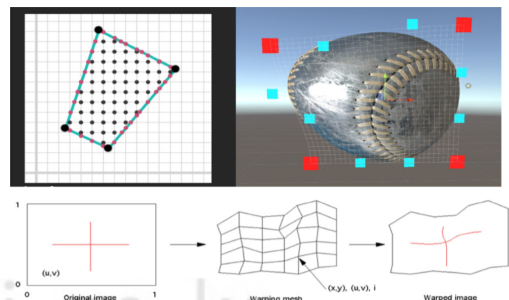 1
(u,v)
0
0
1
Original image
(x,y), (u,v), i
Warping mesh
Warped image